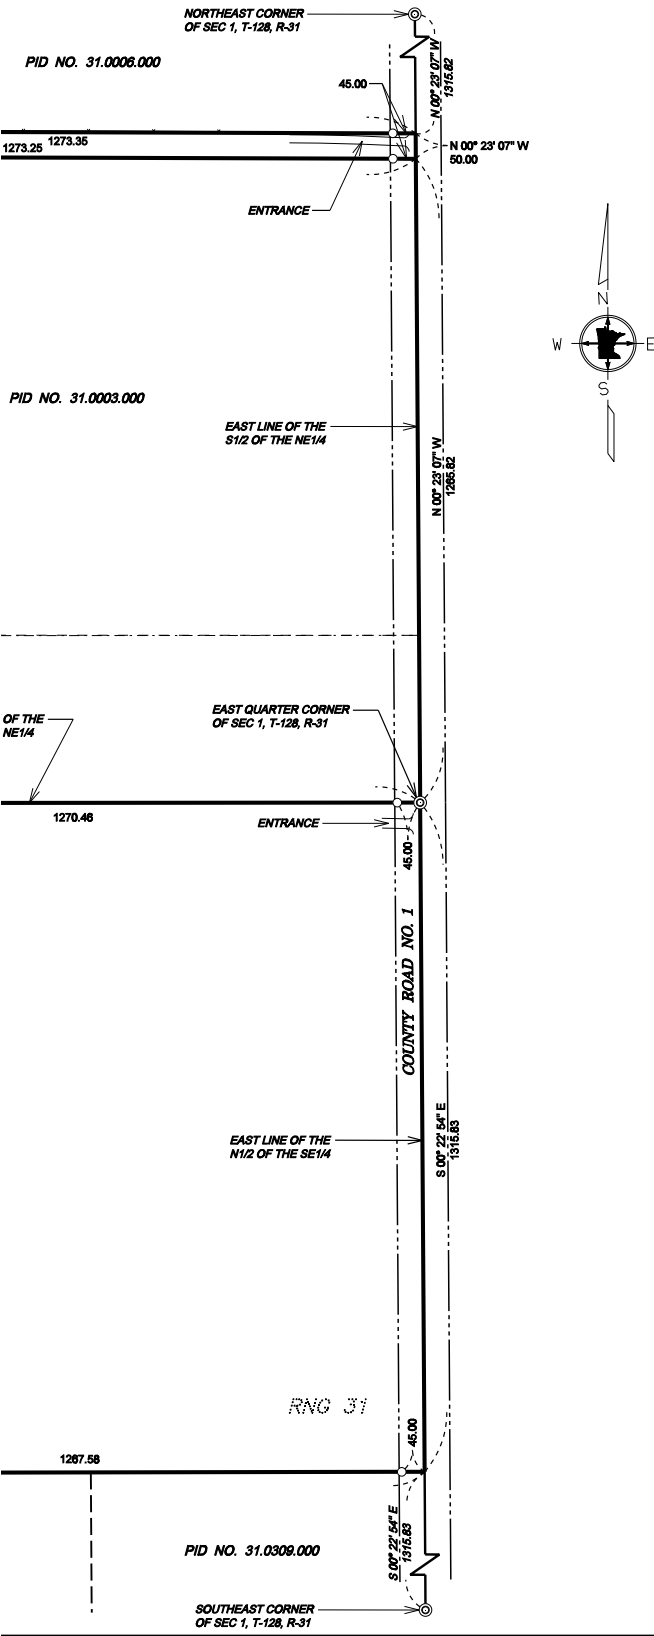 NORTHEAST CORNER
OF SEC 1, T-128, R-31
N 00° 23' 07" W
1315.82
PID NO. 31.0006.000
45.00
1273.25
1273.35
N 00° 23' 07" W
50.00
ENTRANCE
N
W
E
S
PID NO. 31.0003.000
EAST LINE OF THE
S1/2 OF THE NE1/4
N 00° 23' 07" W
1265.82
OF THE
NE1/4
EAST QUARTER CORNER
OF SEC 1, T-128, R-31
1270.46
ENTRANCE
45.00
COUNTY ROAD NO. 1
S 00° 22' 54" E
1315.83
EAST LINE OF THE
N1/2 OF THE SE1/4
RNG 31
45.00
1267.58
S 00° 22' 54" E
1315.83
PID NO. 31.0309.000
SOUTHEAST CORNER
OF SEC 1, T-128, R-31